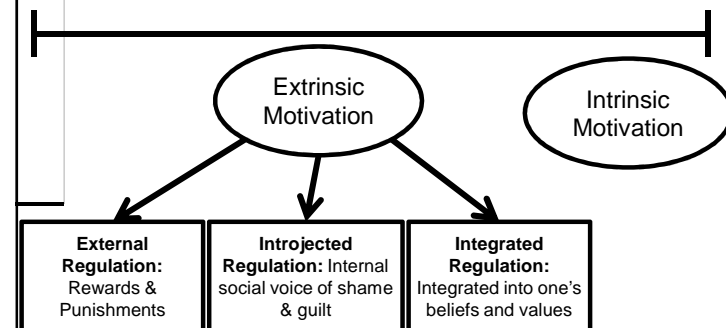 Extrinsic
Motivation
Intrinsic
Motivation
External
Regulation:
Rewards &
Punishments
Introjected
Regulation: Internal
social voice of shame
& guilt
Integrated
Regulation:
Integrated into one's
beliefs and values